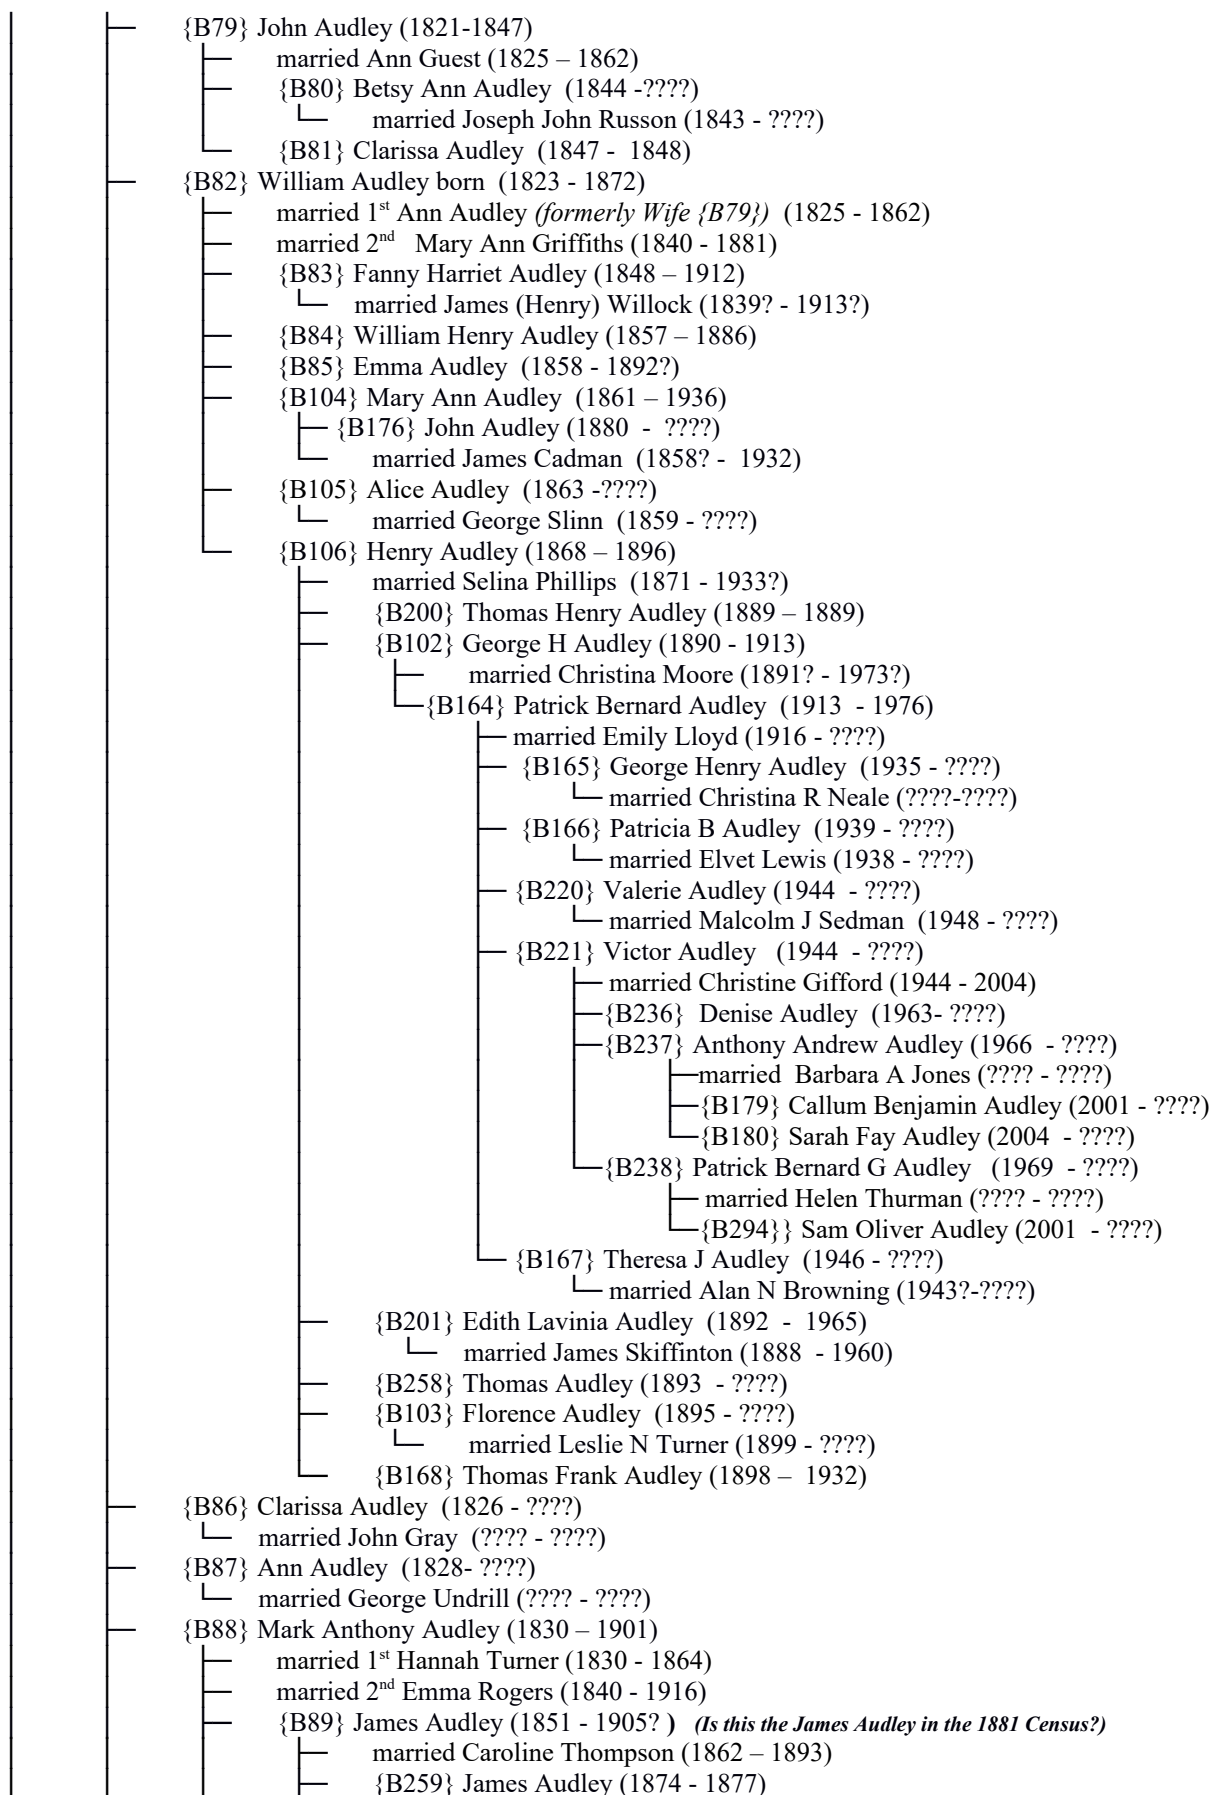 {B79} John Audley (1821-1847)
married Ann Guest (1825 – 1862)
{B80} Betsy Ann Audley (1844 -????)
married Joseph John Russon (1843 - ????)
{B81} Clarissa Audley (1847 - 1848)
{B82} William Audley born (1823 - 1872)
married 1st Ann Audley (formerly Wife {B79}) (1825 - 1862)
married 2nd Mary Ann Griffiths (1840 - 1881)
{B83} Fanny Harriet Audley (1848 – 1912)
married James (Henry) Willock (1839? - 1913?)
{B84} William Henry Audley (1857 – 1886)
{B85} Emma Audley (1858 - 1892?)
{B104} Mary Ann Audley (1861 – 1936)
{B176} John Audley (1880 - ????)
married James Cadman (1858? - 1932)
{B105} Alice Audley (1863 -????)
married George Slinn (1859 - ????)
{B106} Henry Audley (1868 – 1896)
married Selina Phillips (1871 - 1933?)
{B200} Thomas Henry Audley (1889 – 1889)
{B102} George H Audley (1890 - 1913)
married Christina Moore (1891? - 1973?)
{B164} Patrick Bernard Audley (1913 - 1976)
married Emily Lloyd (1916 - ????)
{B165} George Henry Audley (1935 - ????)
married Christina R Neale (????-????)
{B166} Patricia B Audley (1939 - ????)
married Elvet Lewis (1938 - ????)
{B220} Valerie Audley (1944 - ????)
married Malcolm J Sedman (1948 - ????)
{B221} Victor Audley (1944 - ????)
married Christine Gifford (1944 - 2004)
{B236} Denise Audley (1963- ????)
{B237} Anthony Andrew Audley (1966 - ????)
married Barbara A Jones (???? - ????)
{B179} Callum Benjamin Audley (2001 - ????)
{B180} Sarah Fay Audley (2004 - ????)
{B238} Patrick Bernard G Audley (1969 - ????)
married Helen Thurman (???? - ????)
{B294}} Sam Oliver Audley (2001 - ????)
{B167} Theresa J Audley (1946 - ????)
married Alan N Browning (1943?-????)
{B201} Edith Lavinia Audley (1892 - 1965)
married James Skiffinton (1888 - 1960)
{B258} Thomas Audley (1893 - ????)
{B103} Florence Audley (1895 - ????)
married Leslie N Turner (1899 - ????)
{B168} Thomas Frank Audley (1898 – 1932)
{B86} Clarissa Audley (1826 - ????)
married John Gray (???? - ????)
{B87} Ann Audley (1828- ????)
married George Undrill (???? - ????)
{B88} Mark Anthony Audley (1830 – 1901)
married 1st Hannah Turner (1830 - 1864)
married 2nd Emma Rogers (1840 - 1916)
{B89} James Audley (1851 - 1905? ) (Is this the James Audley in the 1881 Census?)
married Caroline Thompson (1862 – 1893)
{B259} James Audley (1874 - 1877)